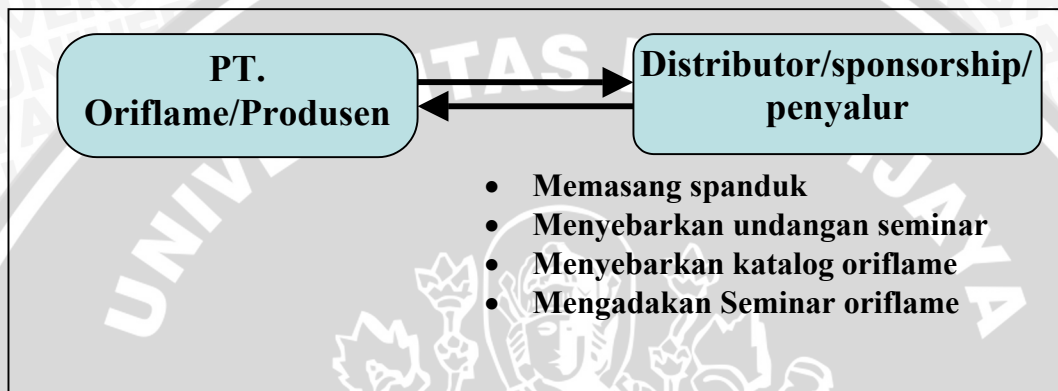 PT.
Oriflame/Produsen
Distributor/sponsorship/
penyalur
• Memasang spanduk
• Menyebarkan undangan seminar
• Menyebarkan katalog oriflame
• Mengadakan Seminar oriflame